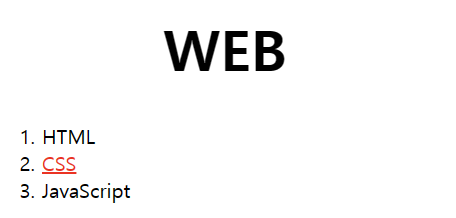 WEB
1. HTML
2. CSS
3. JavaScript